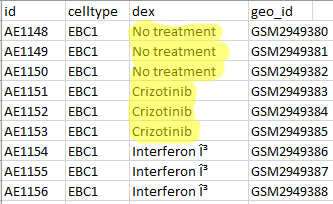 id celltype dex geo_id
AE1148 EBC1 No treatment GSM2949380
AE1149 EBC1 No treatment GSM2949381
AE1150 EBC1 No treatment GSM2949382
AE1151 EBC1 Crizotinib GSM2949383
AE1152 EBC1 Crizotinib GSM2949384
AE1153 EBC1 Crizotinib GSM2949385
AE1154 EBC1 Interferon Î³ GSM2949386
AE1155 EBC1 Interferon Î³ GSM2949387
AE1156 EBC1 Interferon Î³ GSM2949388